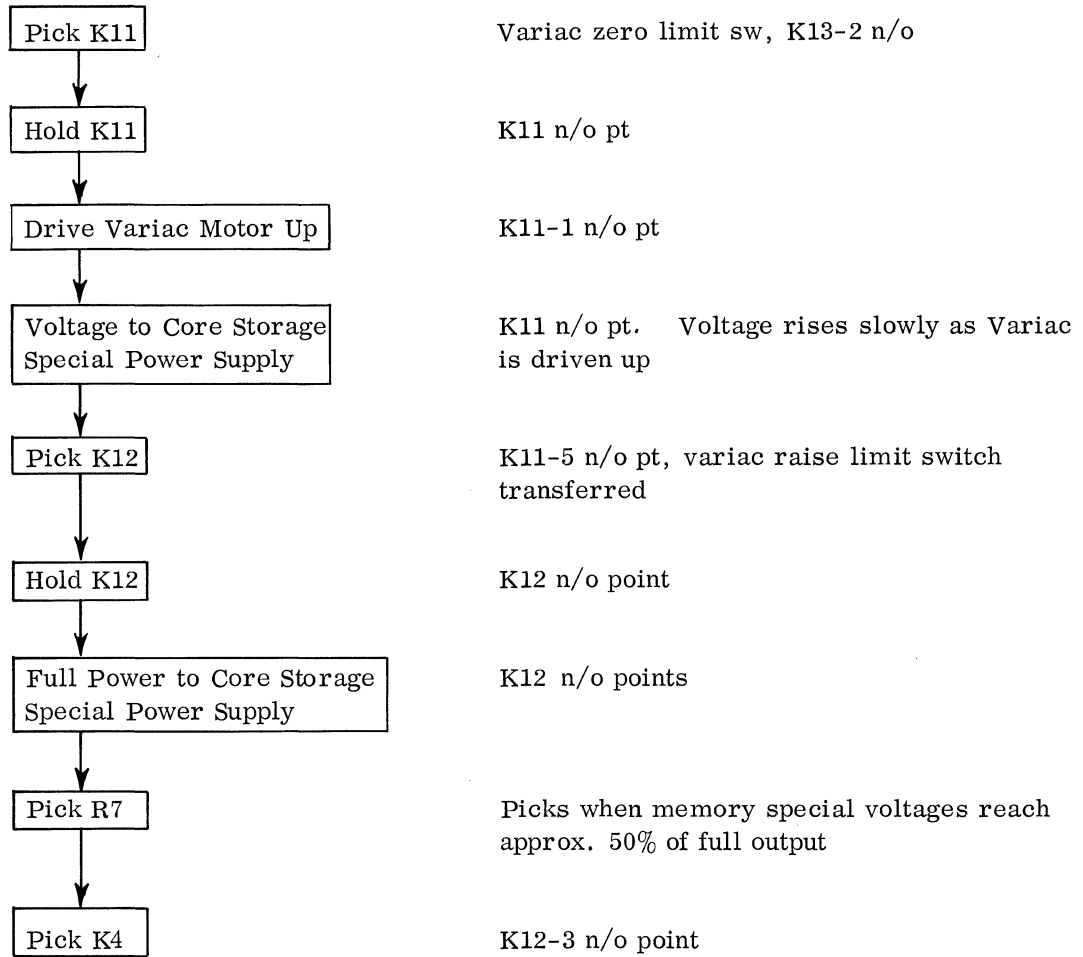 Pick K11
Variac zero limit sw, K13-2 n/o
Hold K11
K11 n/o pt
Drive Variac Motor Up
K11-1 n/o pt
Voltage to Core Storage
Special Power Supply
K11 n/o pt. Voltage rises slowly as Variac
is driven up
Pick K12
K11-5 n/o pt, variac raise limit switch
transferred
Hold K12
K12 n/o point
Full Power to Core Storage
Special Power Supply
K12 n/o points
Pick R7
Picks when memory special voltages reach
approx. 50% of full output
Pick K4
K12-3 n/o point